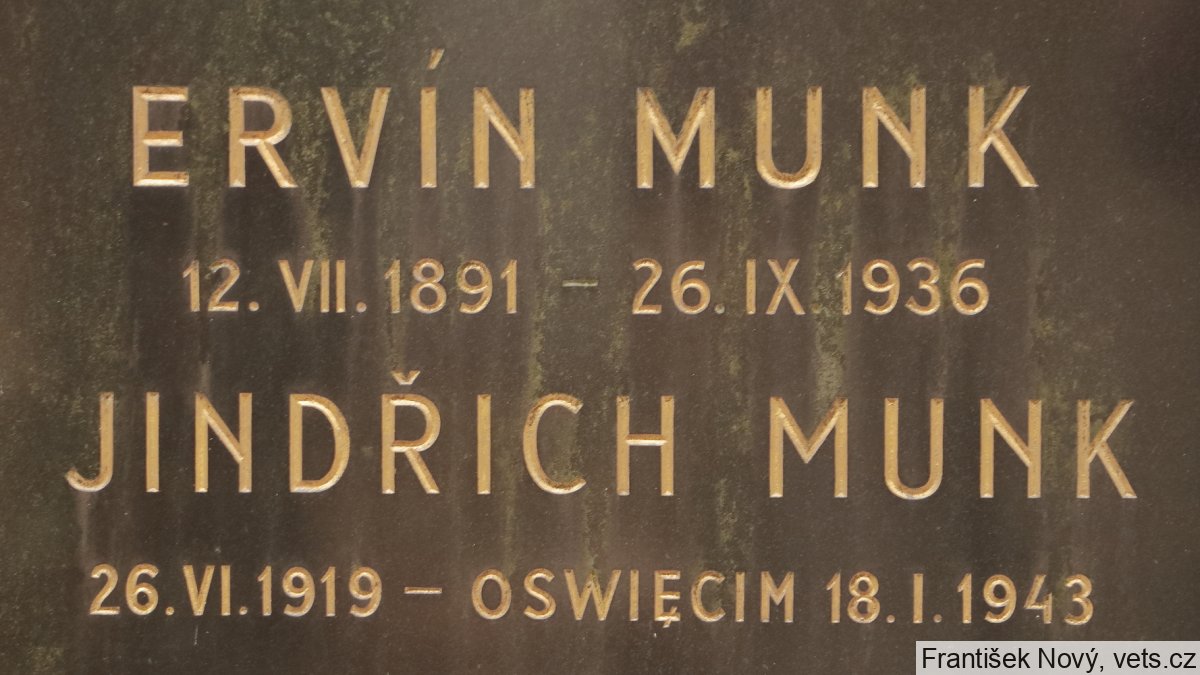 ERVÍN MUNK
12. VII. 1891 – 26. IX. 1936
JINDŘICH MUNK
26. VI. 1919 – OSWIĘCIM 18. I. 1943
František Nový, vets.cz